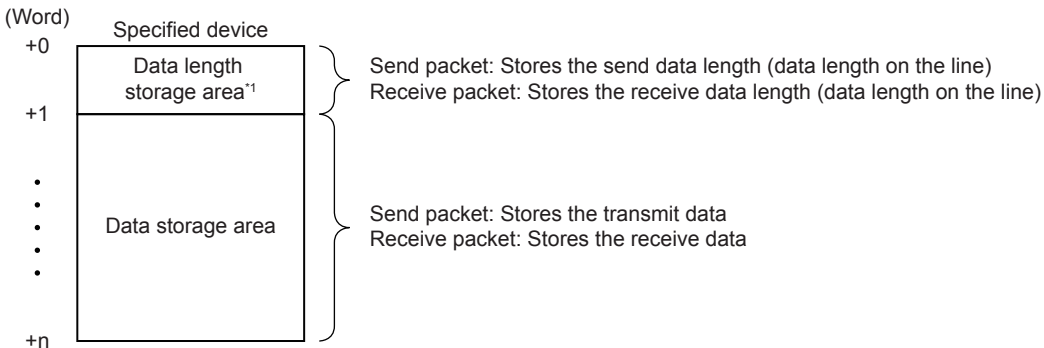 (Word)
Specified device
+0
Data length
storage area*1
Send packet: Stores the send data length (data length on the line)
Receive packet: Stores the receive data length (data length on the line)
+1
Data storage area
Send packet: Stores the transmit data
Receive packet: Stores the receive data
+n